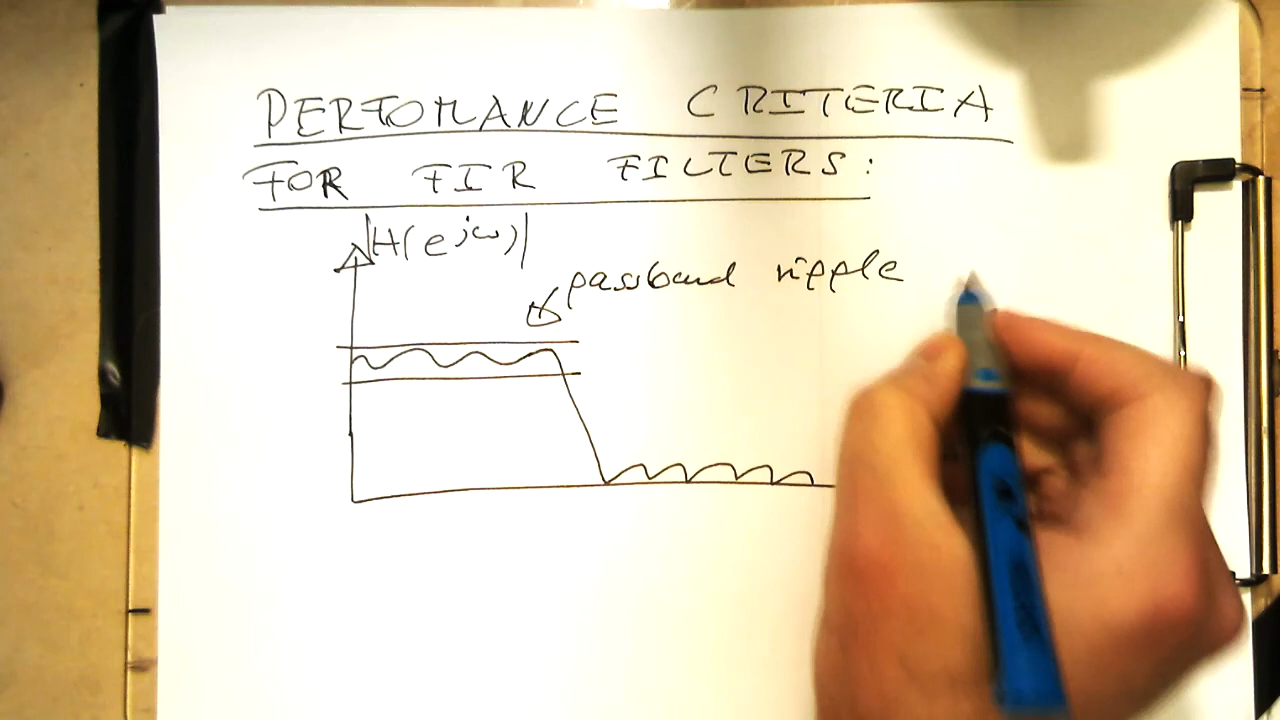 PERFOMANCE CRITERIA
FOR FIR FILTERS:
|H(e^jω)|
passband ripple